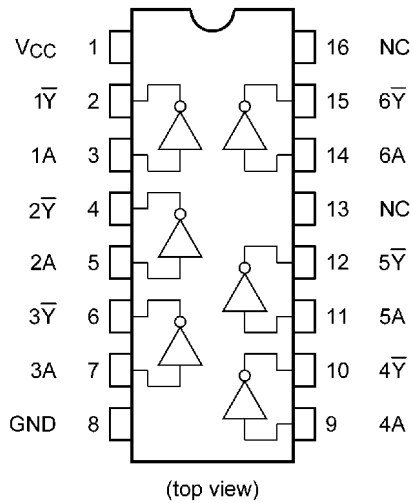 VCC 1 16 NC
1Y̅ 2 15 6Y̅
1A 3 14 6A
2Y̅ 4 13 NC
2A 5 12 5Y̅
3Y̅ 6 11 5A
3A 7 10 4Y̅
GND 8 9 4A
(top view)